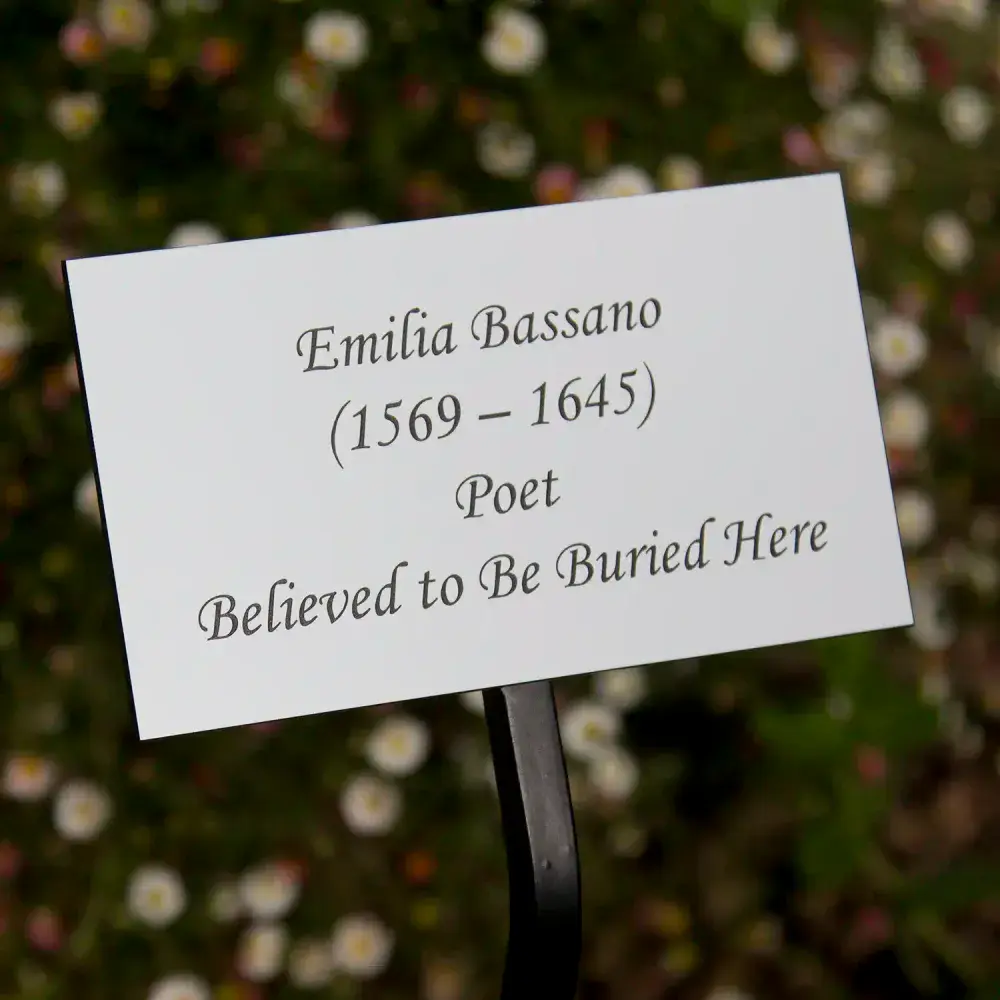 Emilia Bassano
(1569 – 1645)
Poet
Believed to Be Buried Here